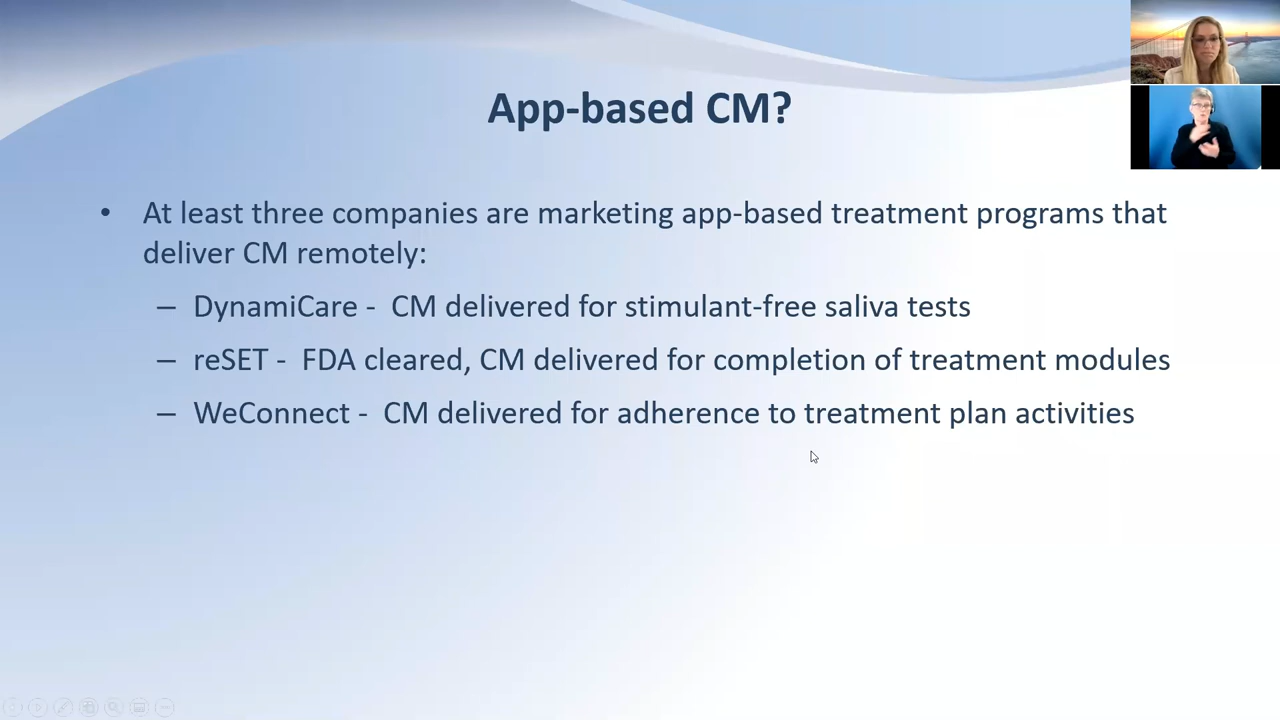 App-based CM?
• At least three companies are marketing app-based treatment programs that
deliver CM remotely:
– DynamiCare - CM delivered for stimulant-free saliva tests
– reSET - FDA cleared, CM delivered for completion of treatment modules
– WeConnect - CM delivered for adherence to treatment plan activities